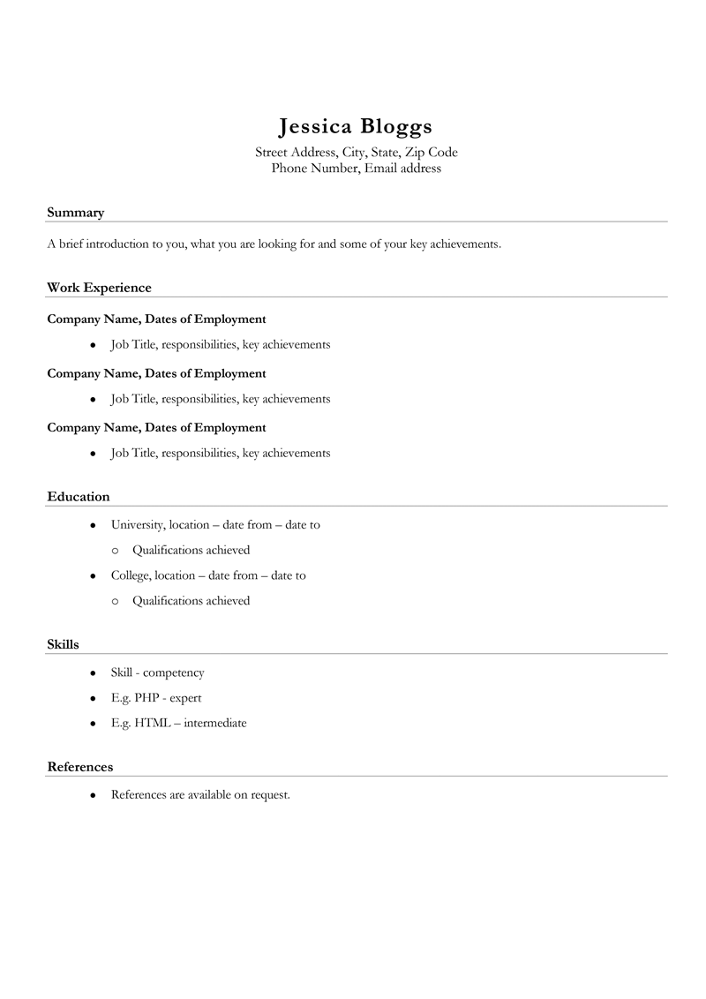 Jessica Bloggs
Street Address, City, State, Zip Code
Phone Number, Email address
Summary
A brief introduction to you, what you are looking for and some of your key achievements.
Work Experience
Company Name, Dates of Employment
● Job Title, responsibilities, key achievements
Company Name, Dates of Employment
● Job Title, responsibilities, key achievements
Company Name, Dates of Employment
● Job Title, responsibilities, key achievements
Education
● University, location – date from – date to
○ Qualifications achieved
● College, location – date from – date to
○ Qualifications achieved
Skills
● Skill - competency
● E.g. PHP - expert
● E.g. HTML – intermediate
References
● References are available on request.